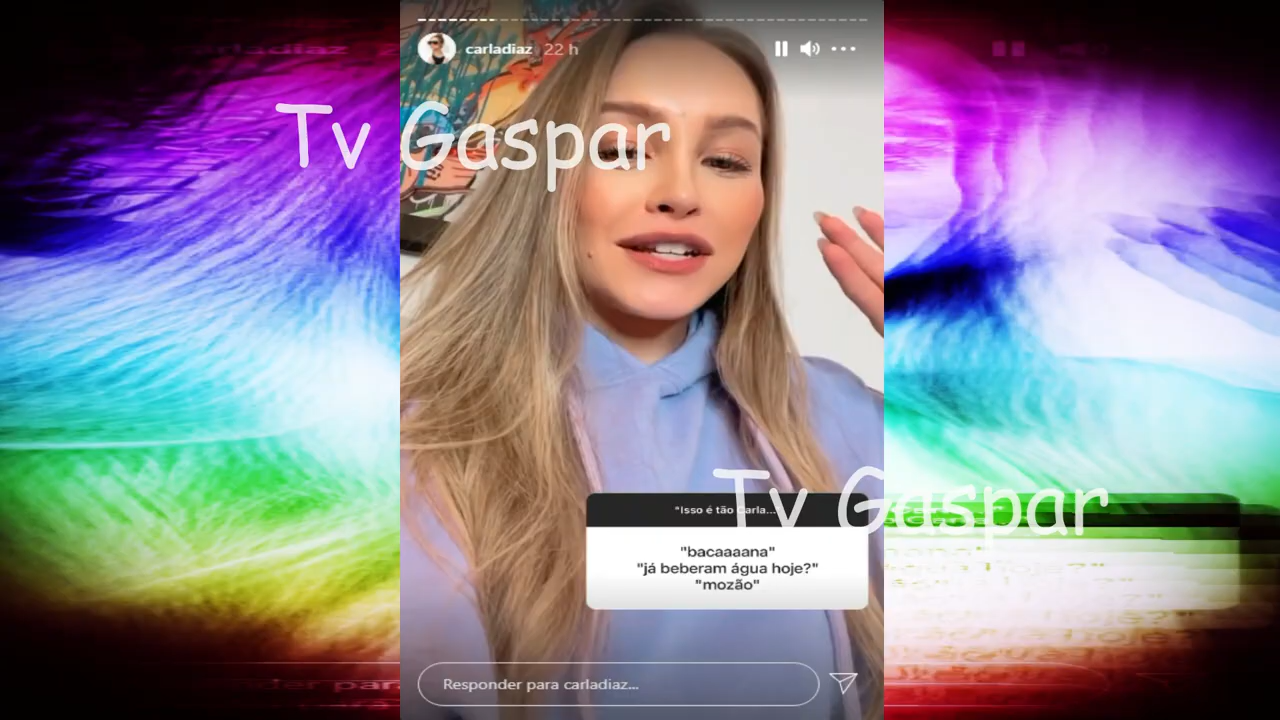 carladiaz 22 h
Tv Gaspar
Tv Gaspar
"Isso é tão Carla..."
"bacaaaana"
"já beberam água hoje?"
"mozão"
Responder para carladiaz...